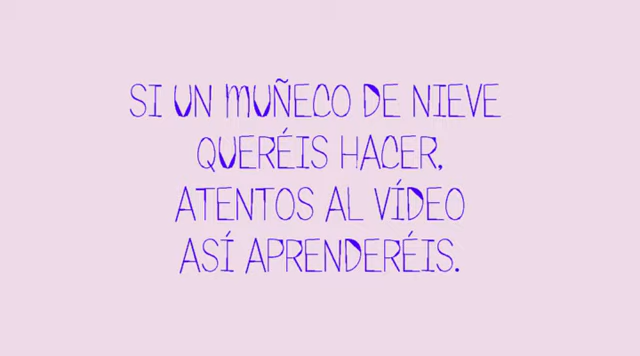 SI UN MUÑECO DE NIEVE
QUERÉIS HACER,
ATENTOS AL VÍDEO
ASÍ APRENDERÉIS.